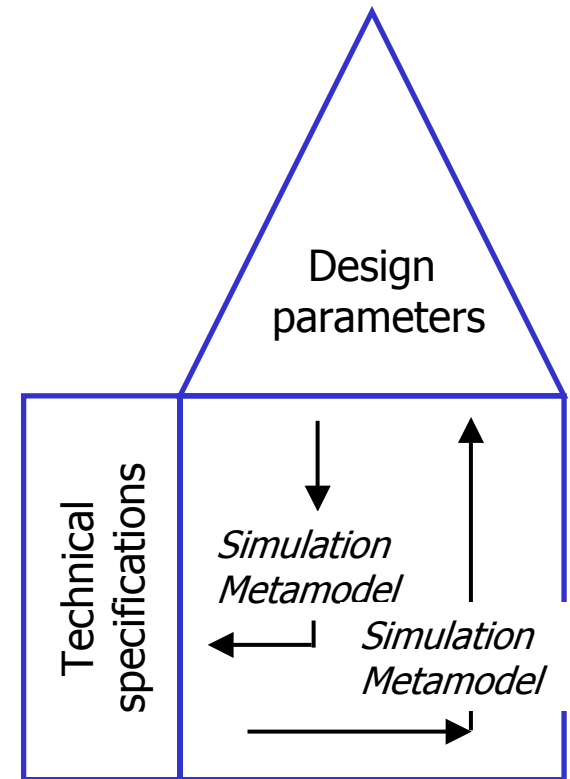 Design
parameters
Technical
specifications
Simulation
Metamodel
Simulation
Metamodel